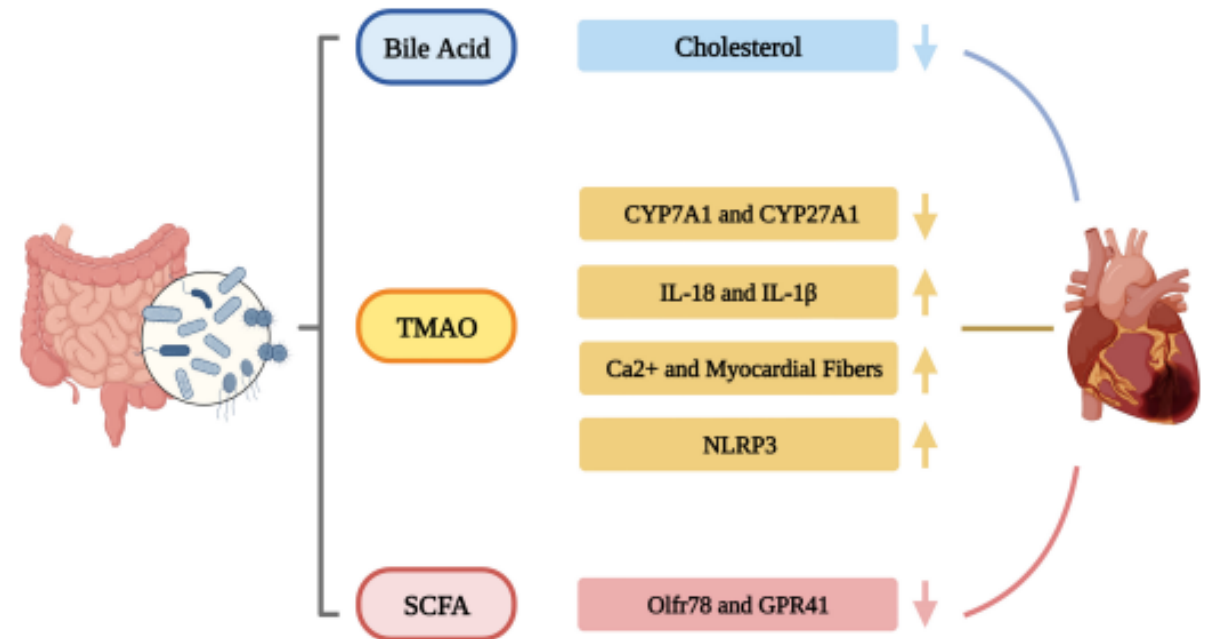 Bile Acid
Cholesterol
CYP7A1 and CYP27A1
IL-18 and IL-1β
TMAO
Ca2+ and Myocardial Fibers
NLRP3
SCFA
Olfr78 and GPR41